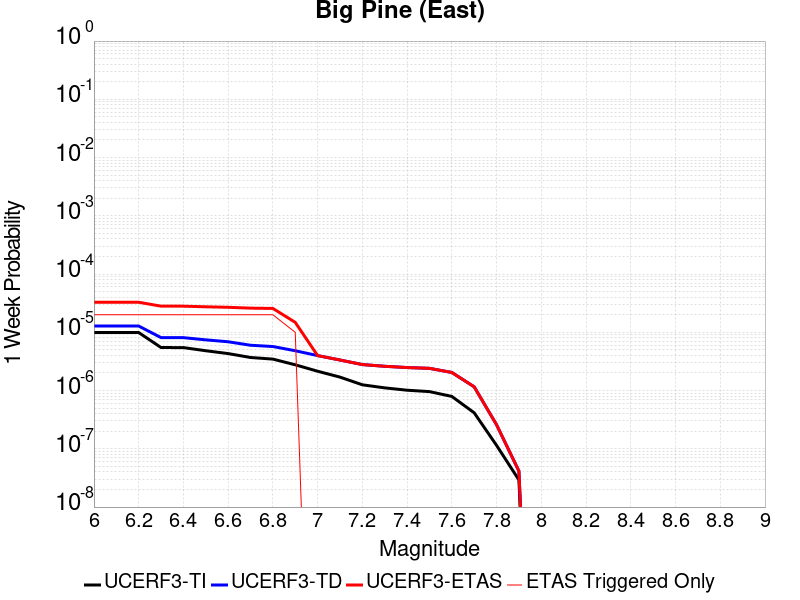 Big Pine (East)
10^0
10^-1
10^-2
10^-3
10^-4
10^-5
10^-6
10^-7
10^-8
1 Week Probability
6 6.2 6.4 6.6 6.8 7 7.2 7.4 7.6 7.8 8 8.2 8.4 8.6 8.8 9
Magnitude
UCERF3-TI UCERF3-TD UCERF3-ETAS ETAS Triggered Only